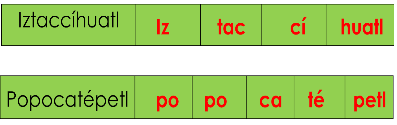 Iztaccíhuatl Iz tac cí huatl
Popocatépetl po po ca té petl